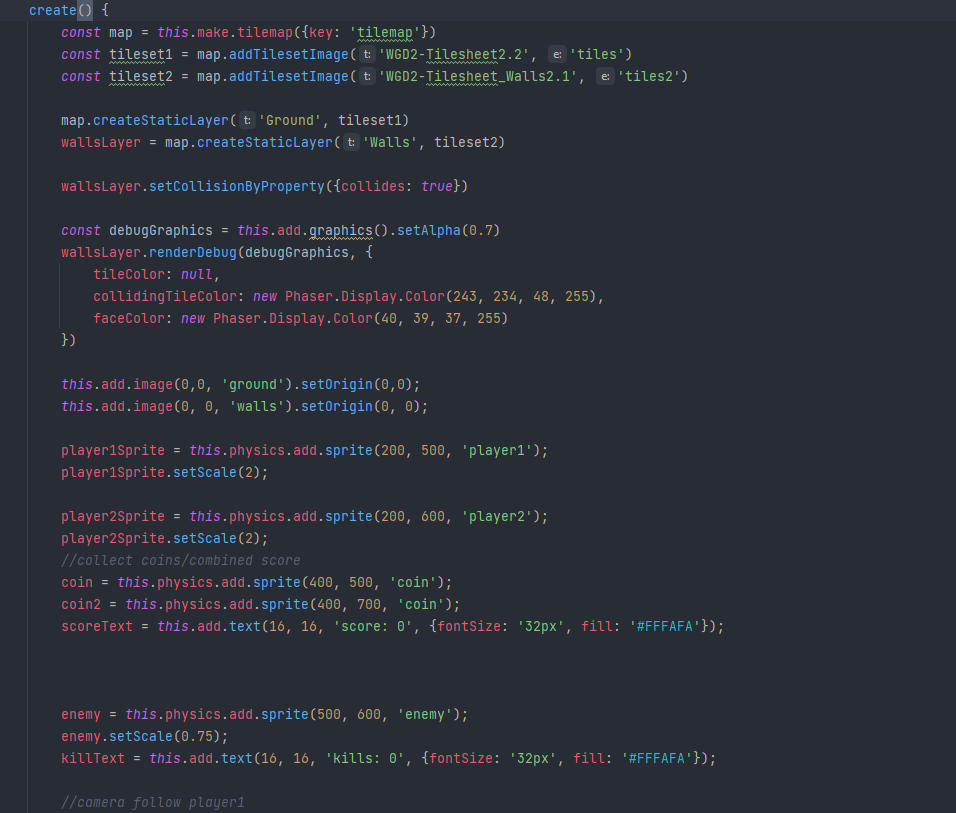 create() {
const map = this.make.tilemap({key: 'tilemap'})
const tileset1 = map.addTilesetImage( t: 'WGD2-Tilesheet2.2', e: 'tiles')
const tileset2 = map.addTilesetImage( t: 'WGD2-Tilesheet_Walls2.1', e: 'tiles2')
map.createStaticLayer( t: 'Ground', tileset1)
wallsLayer = map.createStaticLayer( t: 'Walls', tileset2)
wallsLayer.setCollisionByProperty({collides: true})
const debugGraphics = this.add.graphics().setAlpha(0.7)
wallsLayer.renderDebug(debugGraphics, {
tileColor: null,
collidingTileColor: new Phaser.Display.Color(243, 234, 48, 255),
faceColor: new Phaser.Display.Color(40, 39, 37, 255)
})
this.add.image(0,0, 'ground').setOrigin(0,0);
this.add.image(0, 0, 'walls').setOrigin(0, 0);
player1Sprite = this.physics.add.sprite(200, 500, 'player1');
player1Sprite.setScale(2);
player2Sprite = this.physics.add.sprite(200, 600, 'player2');
player2Sprite.setScale(2);
//collect coins/combined score
coin = this.physics.add.sprite(400, 500, 'coin');
coin2 = this.physics.add.sprite(400, 700, 'coin');
scoreText = this.add.text(16, 16, 'score: 0', {fontSize: '32px', fill: '#FFFAFA'});
enemy = this.physics.add.sprite(500, 600, 'enemy');
enemy.setScale(0.75);
killText = this.add.text(16, 16, 'kills: 0', {fontSize: '32px', fill: '#FFFAFA'});
//camera follow player1